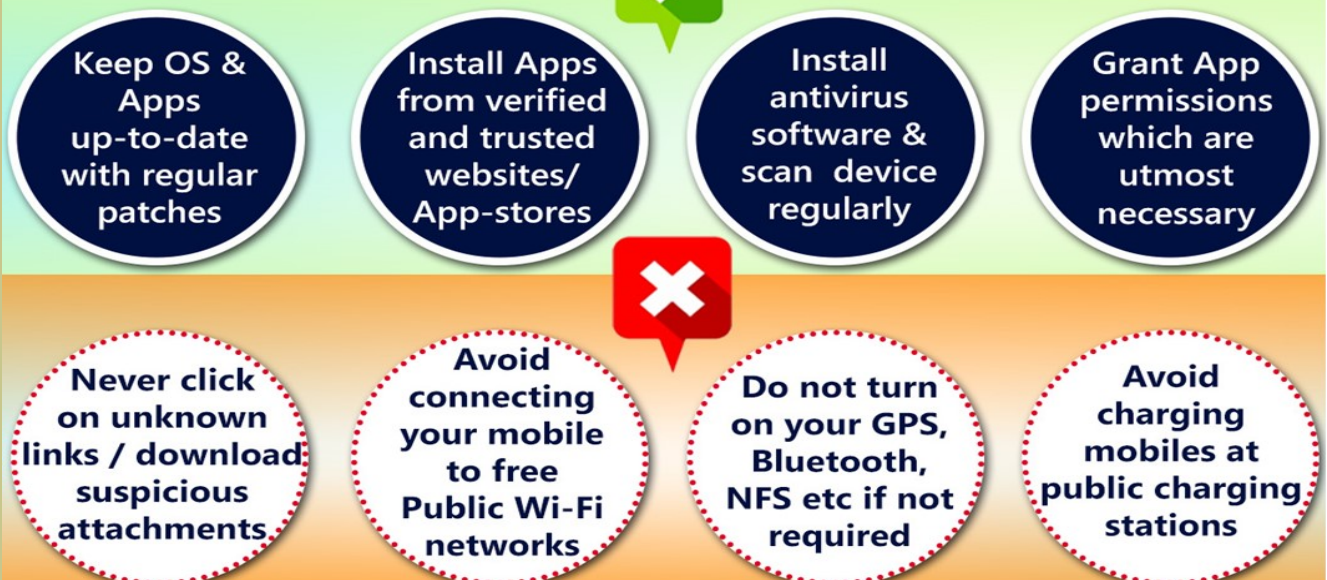 Keep OS &
Apps
up-to-date
with regular
patches
Install Apps
from verified
and trusted
websites/
App-stores
Install
antivirus
software &
scan device
regularly
Grant App
permissions
which are
utmost
necessary
Never click
on unknown
links / download
suspicious
attachments
Avoid
connecting
your mobile
to free
Public Wi-Fi
networks
Do not turn
on your GPS,
Bluetooth,
NFS etc if not
required
Avoid
charging
mobiles at
public charging
stations